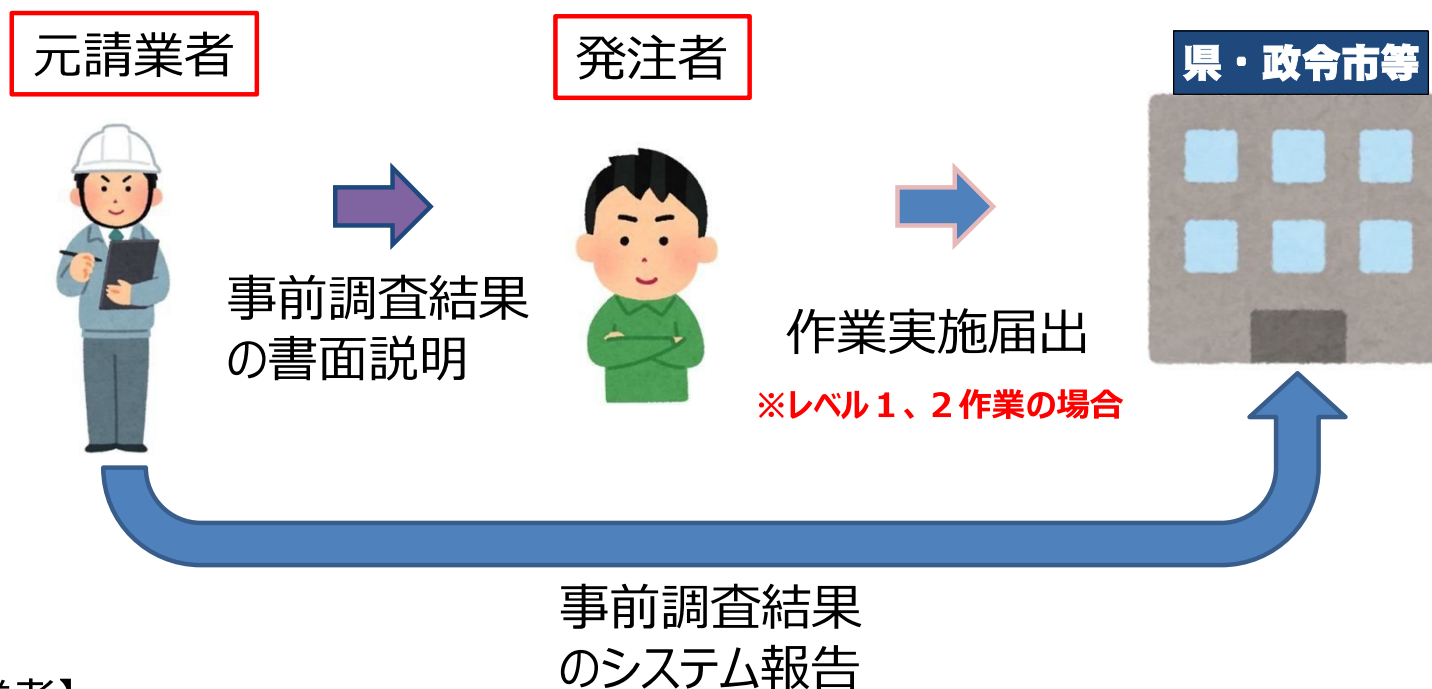 元請業者
発注者
県・政令市等
事前調査結果
の書面説明
作業実施届出
※レベル１、２作業の場合
事前調査結果
のシステム報告
者】